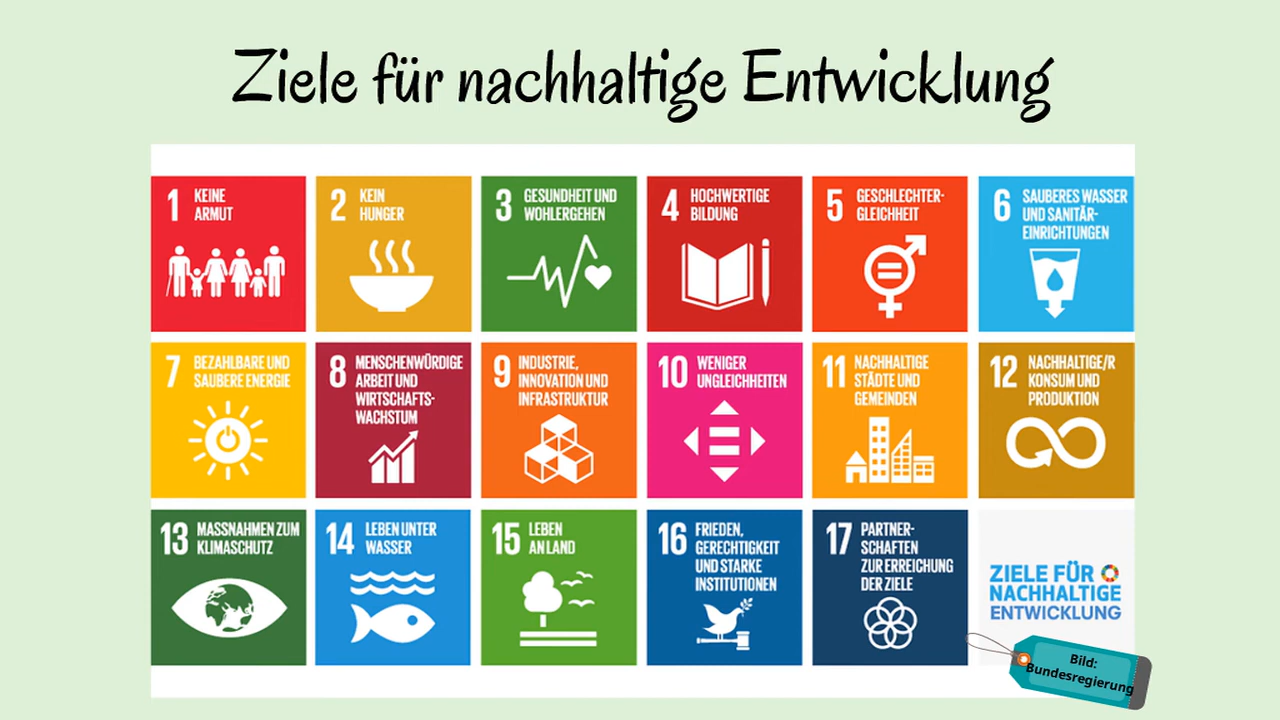 Ziele für nachhaltige Entwicklung
1 KEINE
ARMUT
2 KEIN
HUNGER
3 GESUNDHEIT UND
WOHLERGEHEN
4 HOCHWERTIGE
BILDUNG
5 GESCHLECHTER-
GLEICHHEIT
6 SAUBERES WASSER
UND SANITÄR-
EINRICHTUNGEN
7 BEZAHLBARE UND
SAUBERE ENERGIE
8 MENSCHENWÜRDIGE
ARBEIT UND
WIRTSCHAFTS-
WACHSTUM
9 INDUSTRIE,
INNOVATION UND
INFRASTRUKTUR
10 WENIGER
UNGLEICHHEITEN
11 NACHHALTIGE
STÄDTE UND
GEMEINDEN
12 NACHHALTIGE/R
KONSUM UND
PRODUKTION
13 MASSNAHMEN ZUM
KLIMASCHUTZ
14 LEBEN UNTER
WASSER
15 LEBEN
AN LAND
16 FRIEDEN,
GERECHTIGKEIT
UND STARKE
INSTITUTIONEN
17 PARTNER-
SCHAFTEN
ZUR ERREICHUNG
DER ZIELE
ZIELE FÜR
NACHHALTIGE
ENTWICKLUNG
Bild:
Bundesregierung